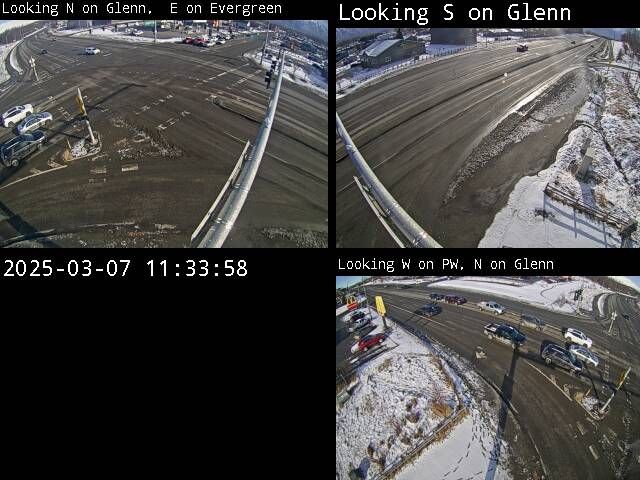 Looking N on Glenn,  E on Evergreen
Looking S on Glenn
2025-03-07 11:33:58
Looking W on PW, N on Glenn